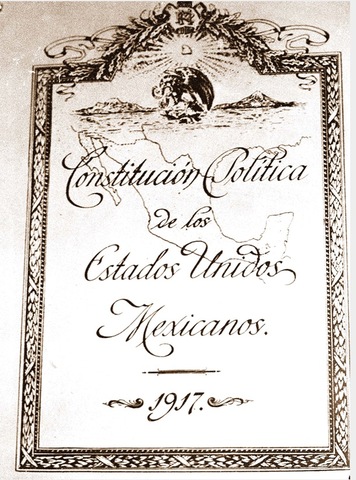 Constitución Política
de los
Estados Unidos
Mexicanos.
1917.